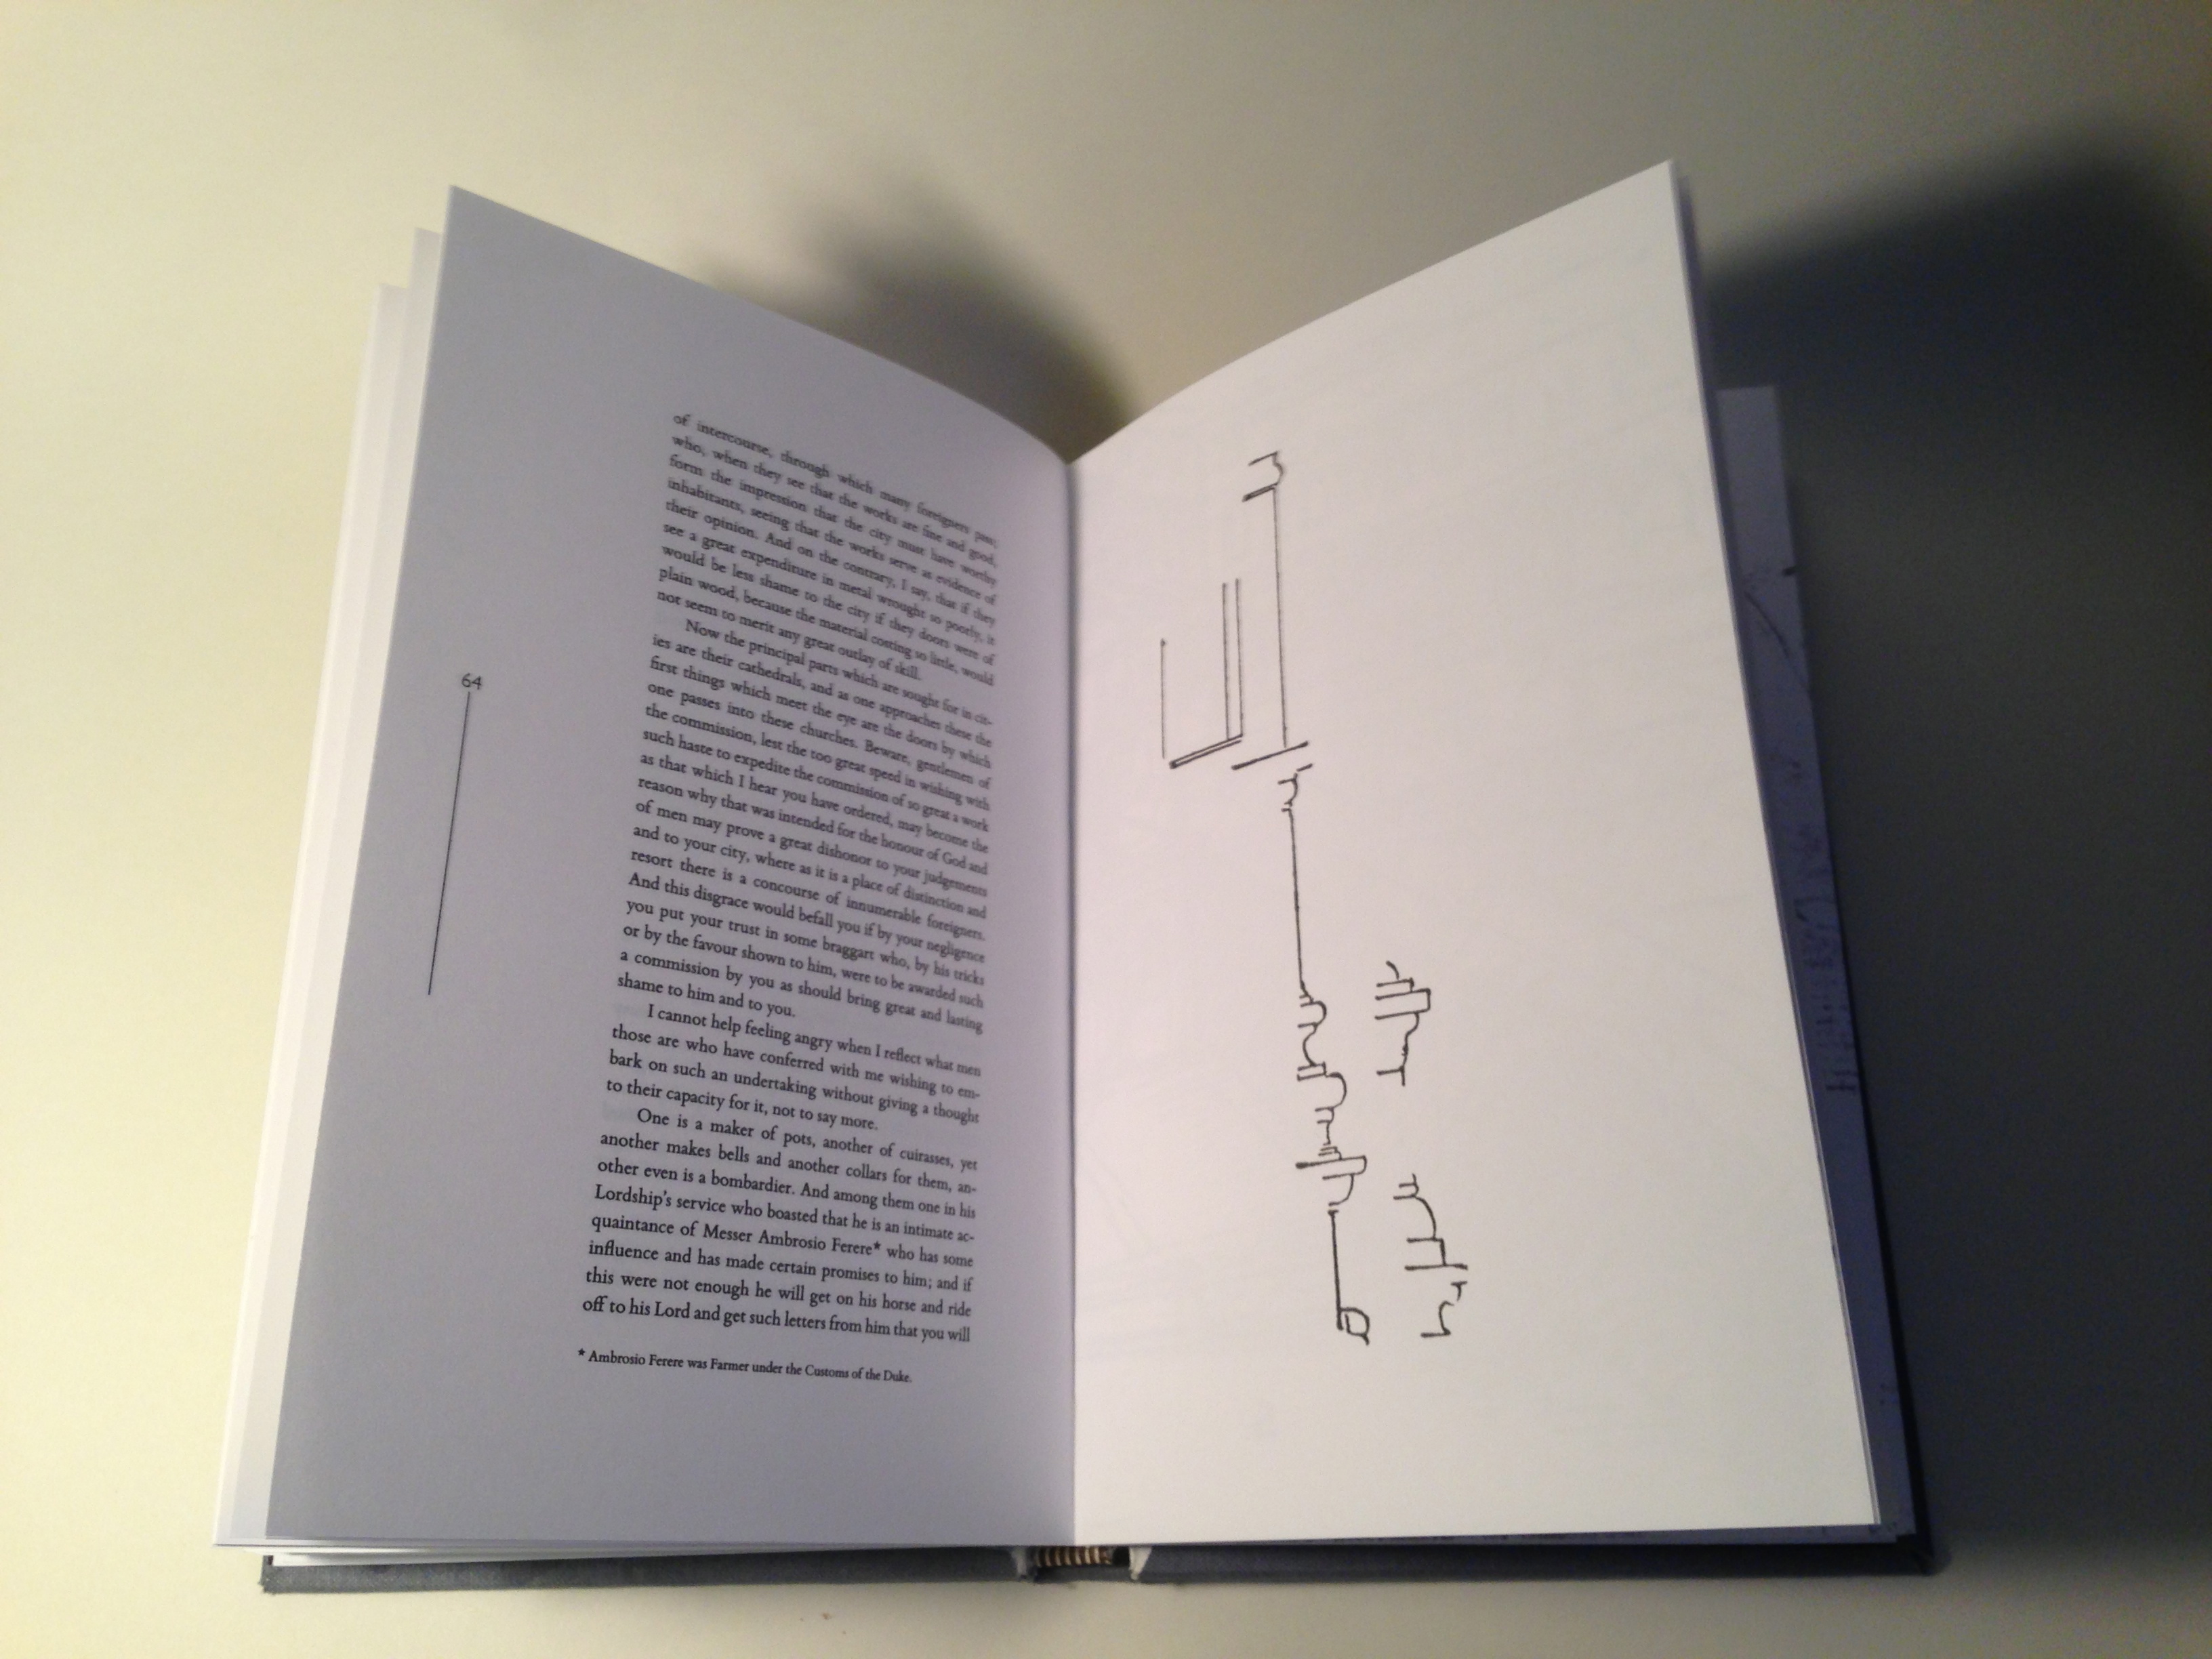 of intercourse, through which many foreigners pass;
who, when they see that the works are fine and good,
form the impression that the city must have worthy
inhabitants, seeing that the works serve as evidence of
their opinion. And on the contrary, I say, that if they
see a great expenditure in metal wrought so poorly, it
would be less shame to the city if they doors were of
plain wood, because the material costing so little, would
not seem to merit any great outlay of skill.
Now the principal parts which are sought for in cit-
ies are their cathedrals, and as one approaches these the
first things which meet the eye are the doors by which
one passes into these churches. Beware, gentlemen of
the commission, lest the too great speed in wishing with
such haste to expedite the commission of so great a work
as that which I hear you have ordered, may become the
reason why that was intended for the honour of God and
of men may prove a great dishonor to your judgements
and to your city, where as it is a place of distinction and
resort there is a concourse of innumerable foreigners.
And this disgrace would befall you if by your negligence
you put your trust in some braggart who, by his tricks
or by the favour shown to him, were to be awarded such
a commission by you as should bring great and lasting
shame to him and to you.
I cannot help feeling angry when I reflect what men
those are who have conferred with me wishing to em-
bark on such an undertaking without giving a thought
to their capacity for it, not to say more.
One is a maker of pots, another of cuirasses, yet
another makes bells and another collars for them, an-
other even is a bombardier. And among them one in his
Lordship's service who boasted that he is an intimate ac-
quaintance of Messer Ambrosio Ferere* who has some
influence and has made certain promises to him; and if
this were not enough he will get on his horse and ride
off to his Lord and get such letters from him that you will
* Ambrosio Ferere was Farmer under the Customs of the Duke.
64